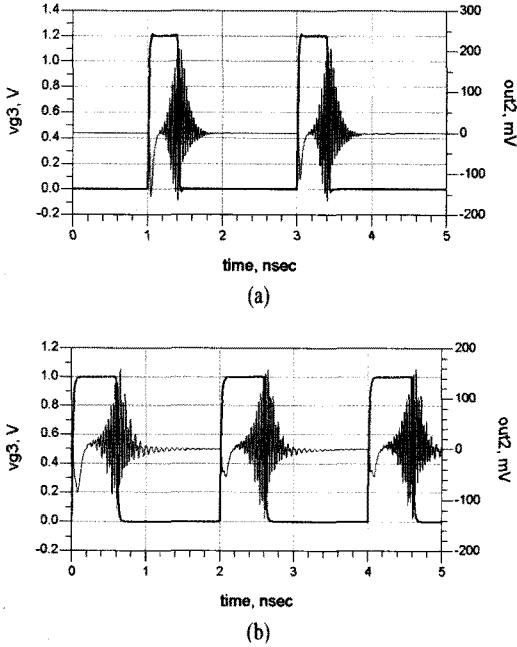 1.4 300
1.2
1.0 200
0.8 100
0.6
0.4 0
0.2
0.0 -100
-0.2 -200
vg3, V
out2, mV
0 1 2 3 4 5
time, nsec
(a)
1.2 200
1.0
0.8 100
0.6
0.4 0
0.2 -100
0.0
-0.2 -200
vg3, V
out2, mV
0 1 2 3 4 5
time, nsec
(b)